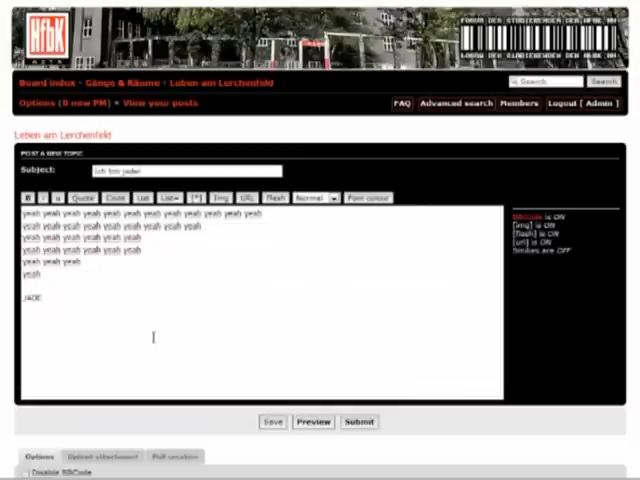 HFBK
ASTA
FORUM DER STUDIERENDEN DER HFBK.HH
Board index • Gänge & Räume • Leben am Lerchenfeld
Search
Search
Options (0 new PM) • View your posts
FAQ
Advanced search
Members
Logout [ Admin ]
Leben am Lerchenfeld
POST A NEW TOPIC
Subject:
ich bin jade!
B
i
u
Quote
Code
List
List=
[*]
Img
URL
Flash
Normal
Font colour
yeah yeah yeah yeah yeah yeah yeah yeah yeah yeah yeah yeah
yeah yeah yeah yeah yeah yeah yeah yeah yeah
yeah yeah yeah yeah yeah yeah
yeah yeah yeah yeah yeah yeah
yeah yeah yeah
yeah
JADE
BBCode is ON
[img] is ON
[flash] is ON
[url] is ON
Smilies are OFF
Save
Preview
Submit
Options
Upload attachment
Poll creation
Disable BBCode